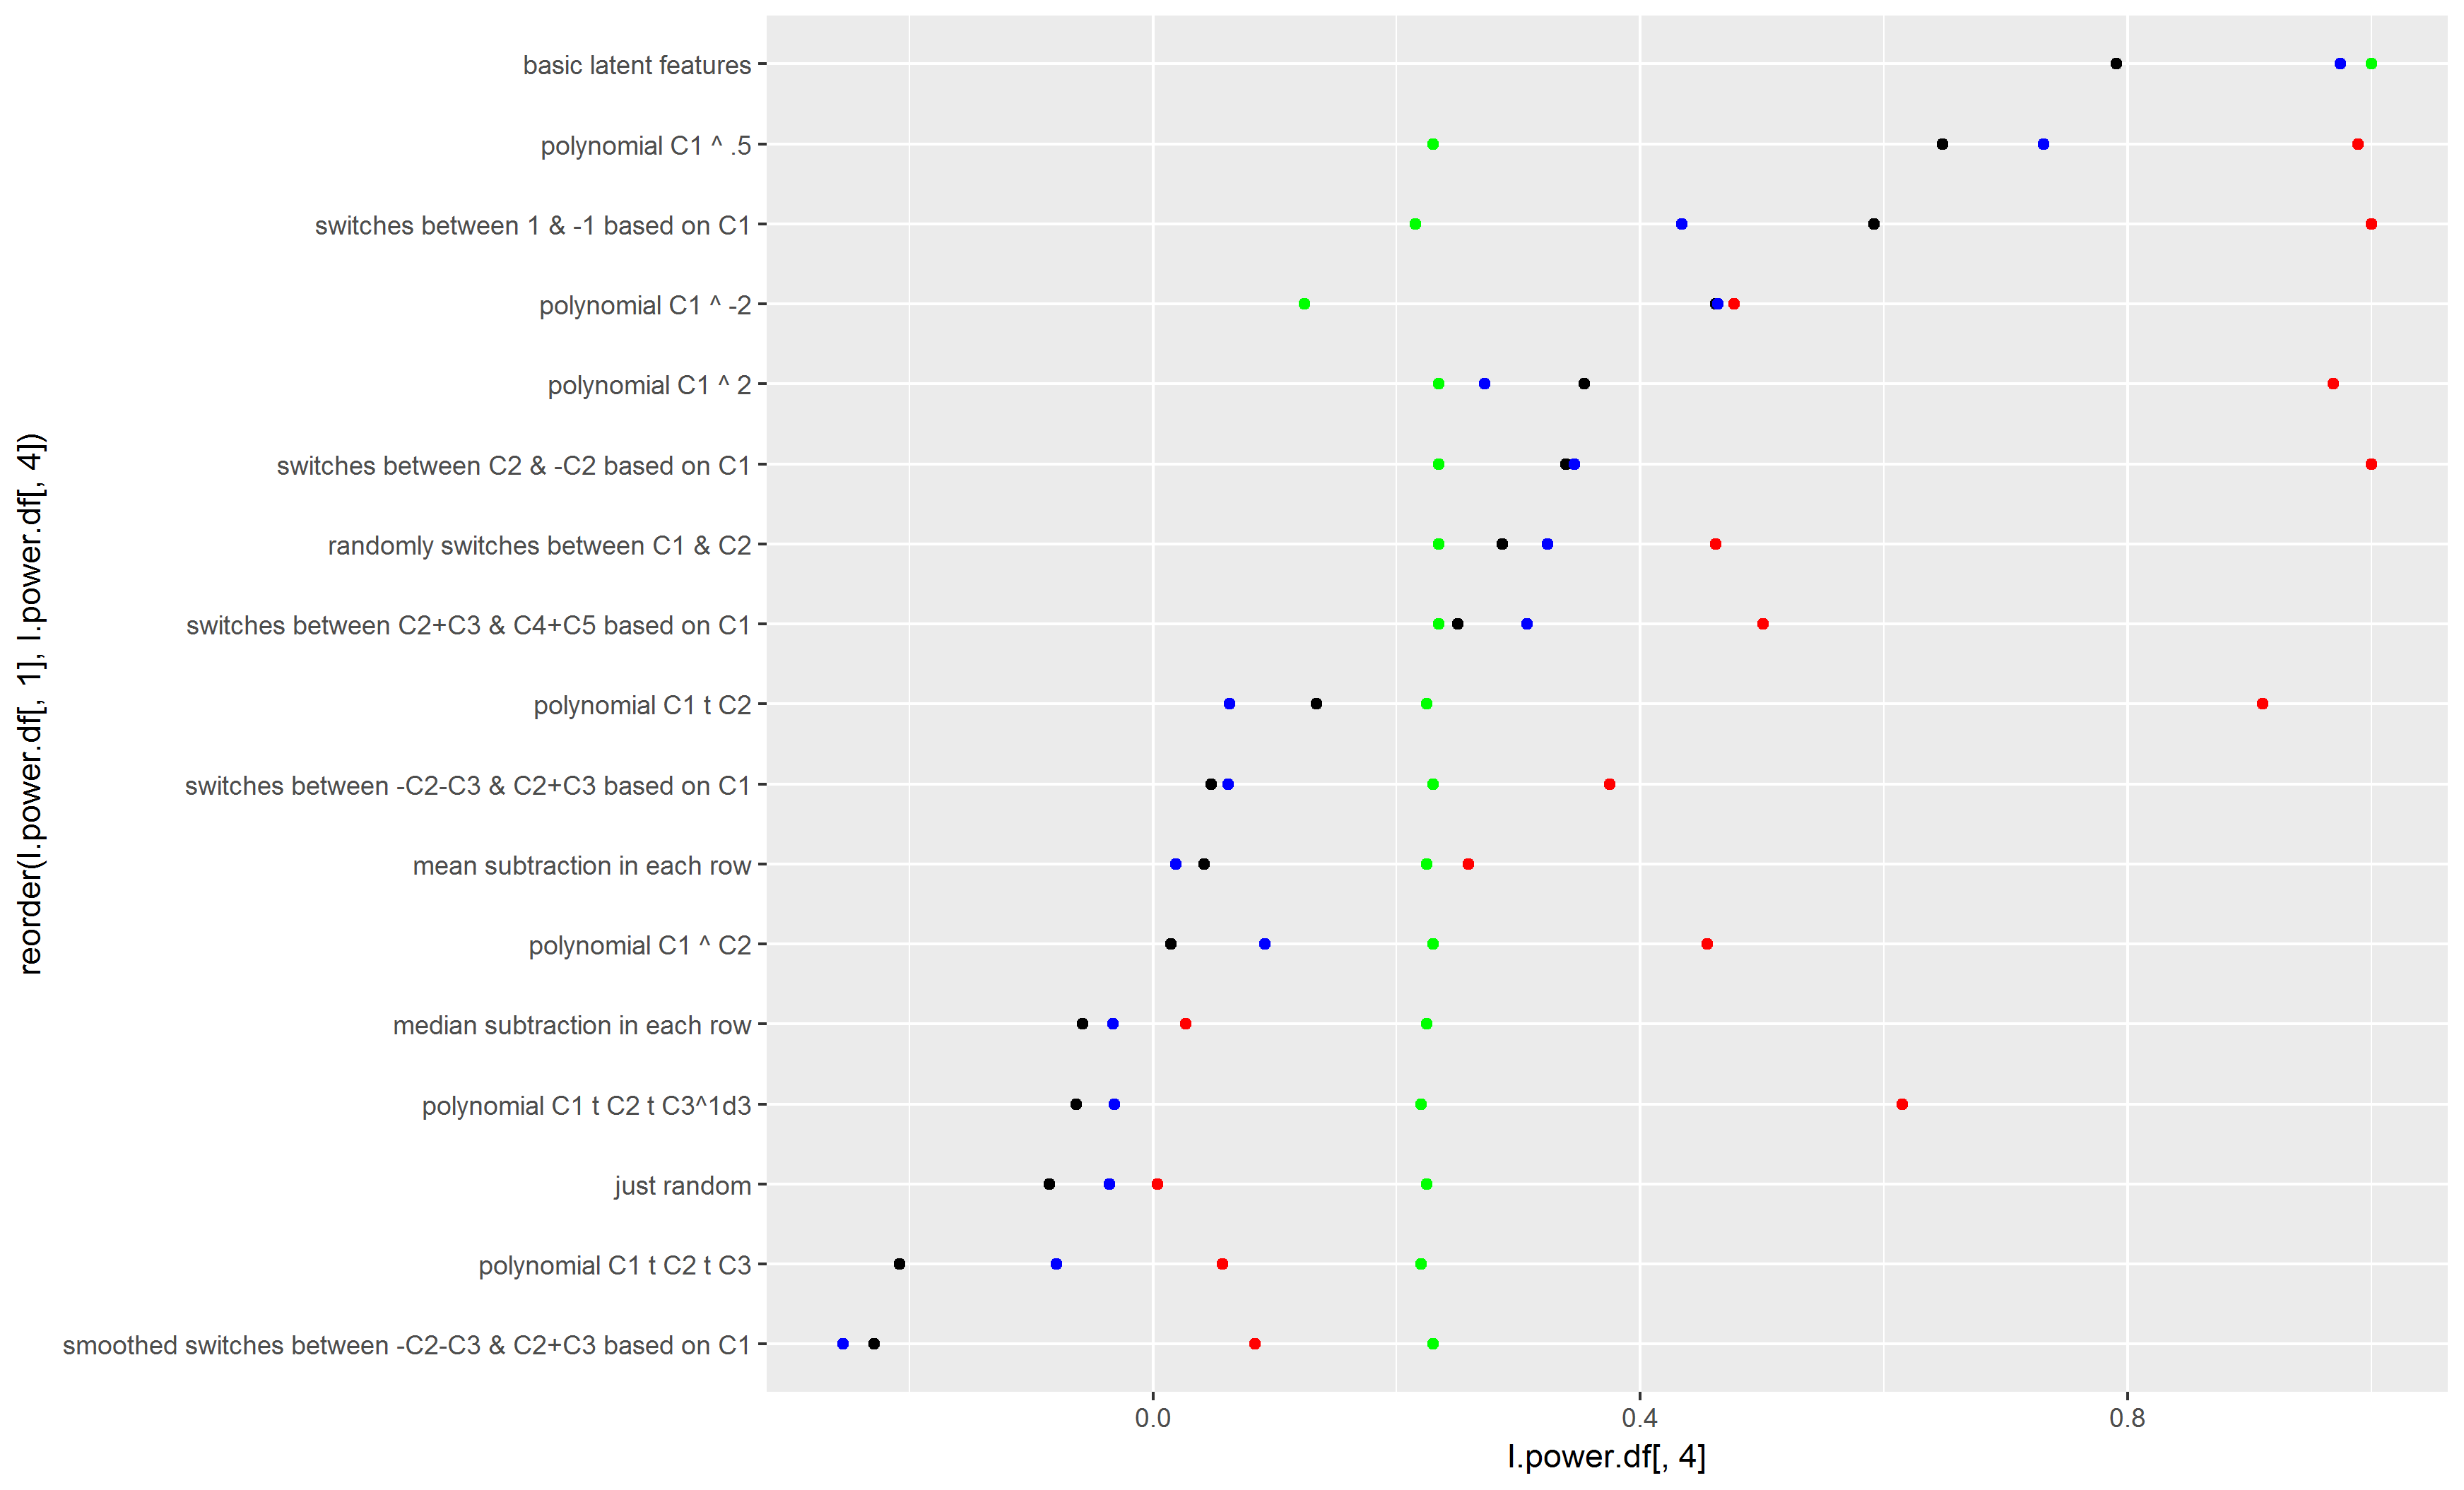 basic latent features
polynomial C1 ^ .5
switches between 1 & -1 based on C1
polynomial C1 ^ -2
polynomial C1 ^ 2
switches between C2 & -C2 based on C1
randomly switches between C1 & C2
switches between C2+C3 & C4+C5 based on C1
polynomial C1 t C2
switches between -C2-C3 & C2+C3 based on C1
mean subtraction in each row
polynomial C1 ^ C2
median subtraction in each row
polynomial C1 t C2 t C3^1d3
just random
polynomial C1 t C2 t C3
smoothed switches between -C2-C3 & C2+C3 based on C1
reorder(l.power.df[, 1], l.power.df[, 4])
0.0 0.4 0.8
l.power.df[, 4]